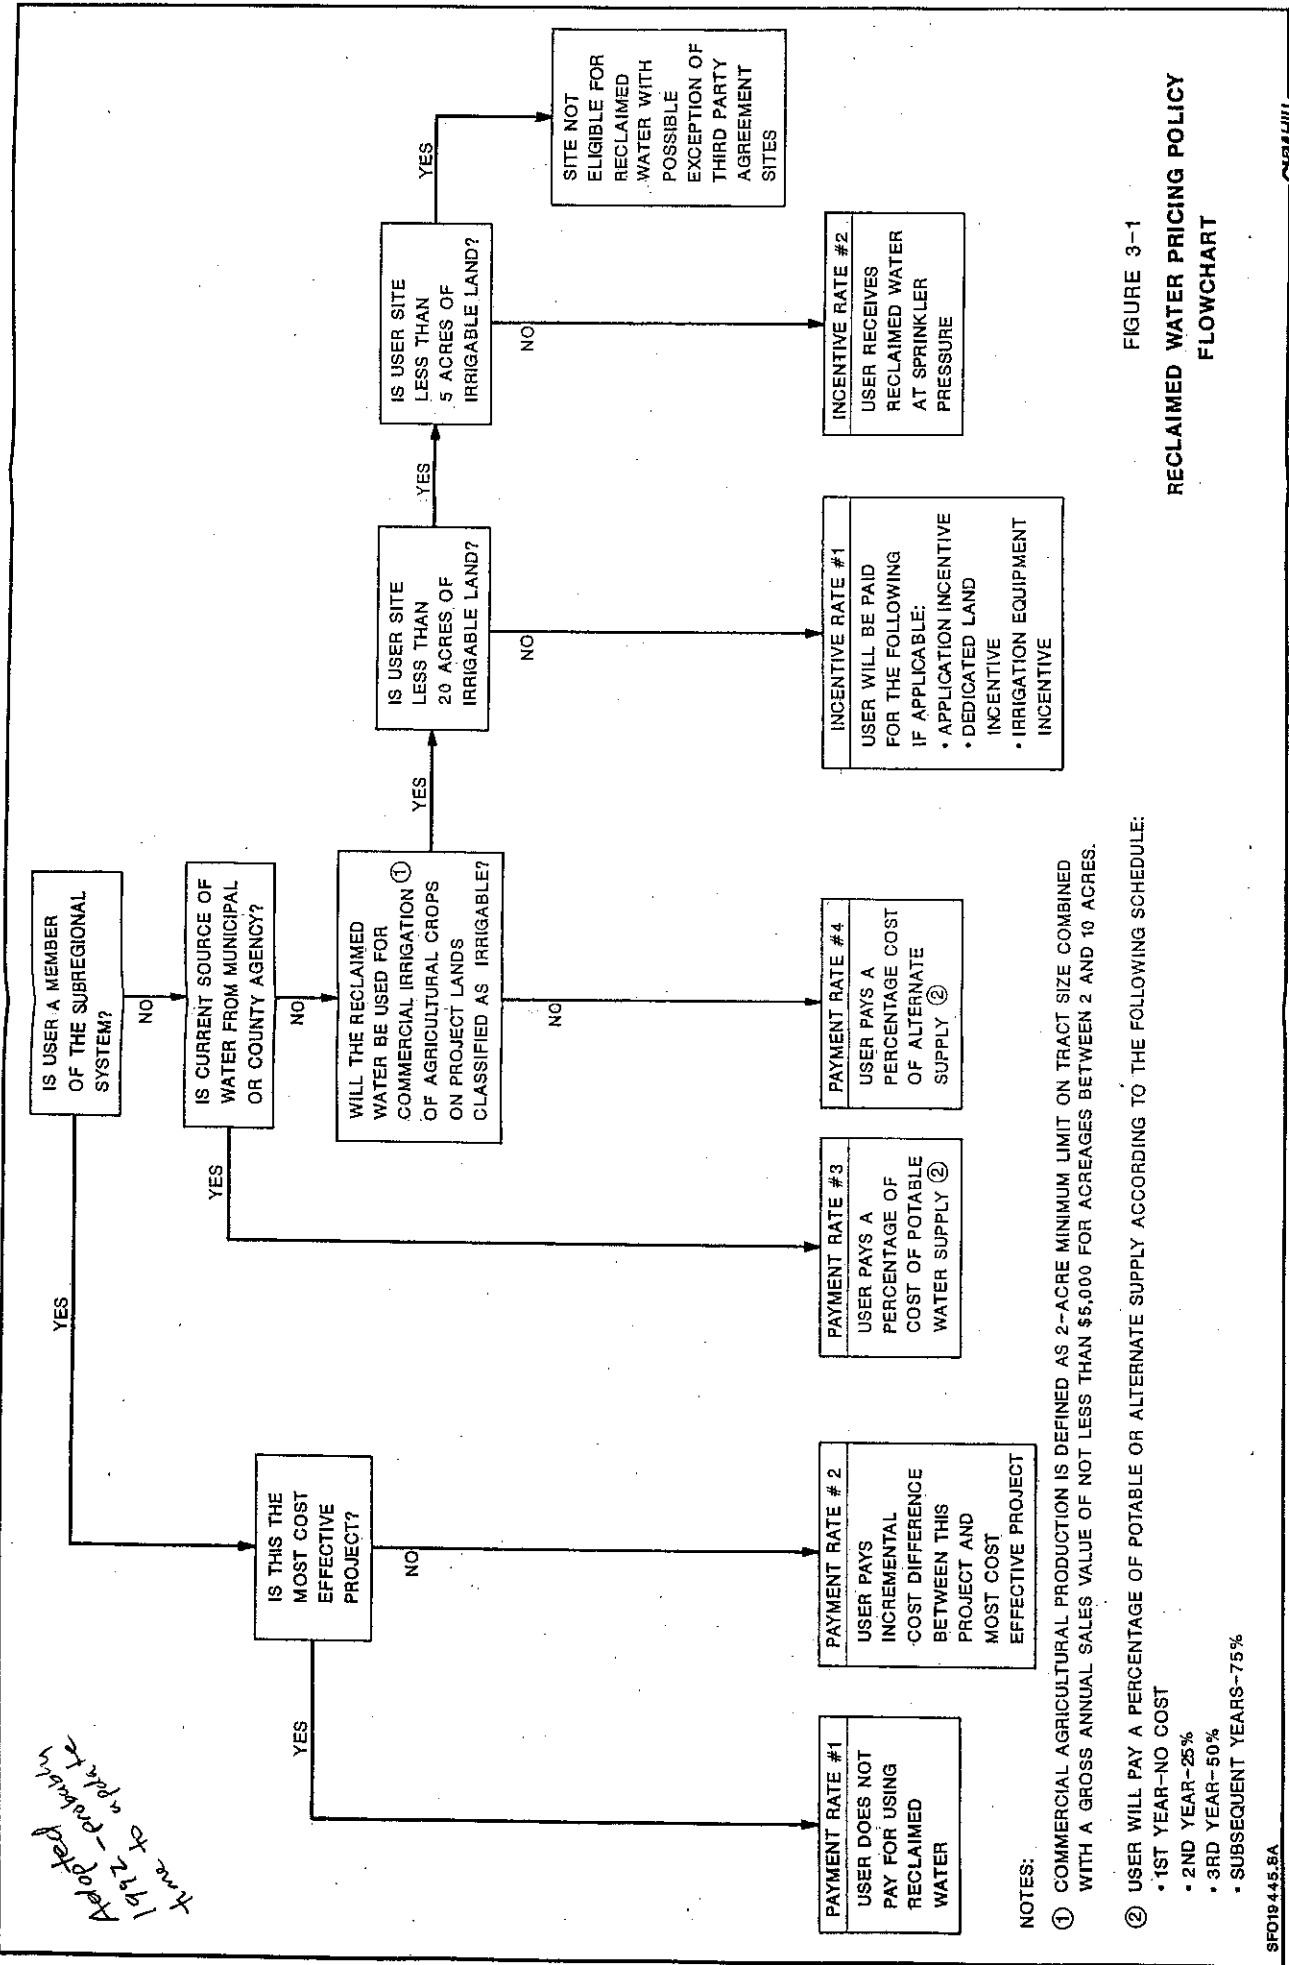 Adopted
1992 - probably
time to update
IS USER A MEMBER
OF THE SUBREGIONAL
SYSTEM?
YES
NO
IS CURRENT SOURCE OF
WATER FROM MUNICIPAL
OR COUNTY AGENCY?
YES
NO
IS THIS THE
MOST COST
EFFECTIVE
PROJECT?
YES
NO
WILL THE RECLAIMED
WATER BE USED FOR
COMMERCIAL IRRIGATION ①
OF AGRICULTURAL CROPS
ON PROJECT LANDS
CLASSIFIED AS IRRIGABLE?
YES
NO
IS USER SITE
LESS THAN
20 ACRES OF
IRRIGABLE LAND?
YES
NO
IS USER SITE
LESS THAN
5 ACRES OF
IRRIGABLE LAND?
YES
NO
SITE NOT
ELIGIBLE FOR
RECLAIMED
WATER WITH
POSSIBLE
EXCEPTION OF
THIRD PARTY
AGREEMENT
SITES
PAYMENT RATE #1
USER DOES NOT
PAY FOR USING
RECLAIMED
WATER
PAYMENT RATE # 2
USER PAYS
INCREMENTAL
COST DIFFERENCE
BETWEEN THIS
PROJECT AND
MOST COST
EFFECTIVE PROJECT
PAYMENT RATE #3
USER PAYS A
PERCENTAGE OF
COST OF POTABLE
WATER SUPPLY ②
PAYMENT RATE #4
USER PAYS A
PERCENTAGE COST
OF ALTERNATE
SUPPLY ②
INCENTIVE RATE #1
USER WILL BE PAID
FOR THE FOLLOWING
IF APPLICABLE:
• APPLICATION INCENTIVE
• DEDICATED LAND
INCENTIVE
• IRRIGATION EQUIPMENT
INCENTIVE
INCENTIVE RATE #2
USER RECEIVES
RECLAIMED WATER
AT SPRINKLER
PRESSURE
NOTES:
① COMMERCIAL AGRICULTURAL PRODUCTION IS DEFINED AS 2-ACRE MINIMUM LIMIT ON TRACT SIZE COMBINED
WITH A GROSS ANNUAL SALES VALUE OF NOT LESS THAN $5,000 FOR ACREAGES BETWEEN 2 AND 10 ACRES.
② USER WILL PAY A PERCENTAGE OF POTABLE OR ALTERNATE SUPPLY ACCORDING TO THE FOLLOWING SCHEDULE:
• 1ST YEAR-NO COST
• 2ND YEAR-25%
• 3RD YEAR-50%
• SUBSEQUENT YEARS-75%
FIGURE 3-1
RECLAIMED WATER PRICING POLICY
FLOWCHART
SFO19445.8A